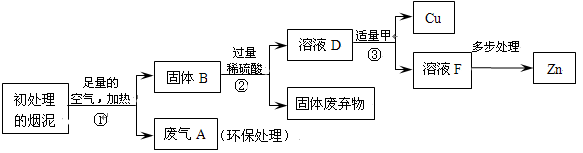 初处理
的烟泥
足量的
空气,加热
①
固体 B
废气 A
(环保处理)
过量
稀硫酸
②
溶液 D
固体废弃物
适量甲
③
Cu
溶液 F
多步处理
Zn